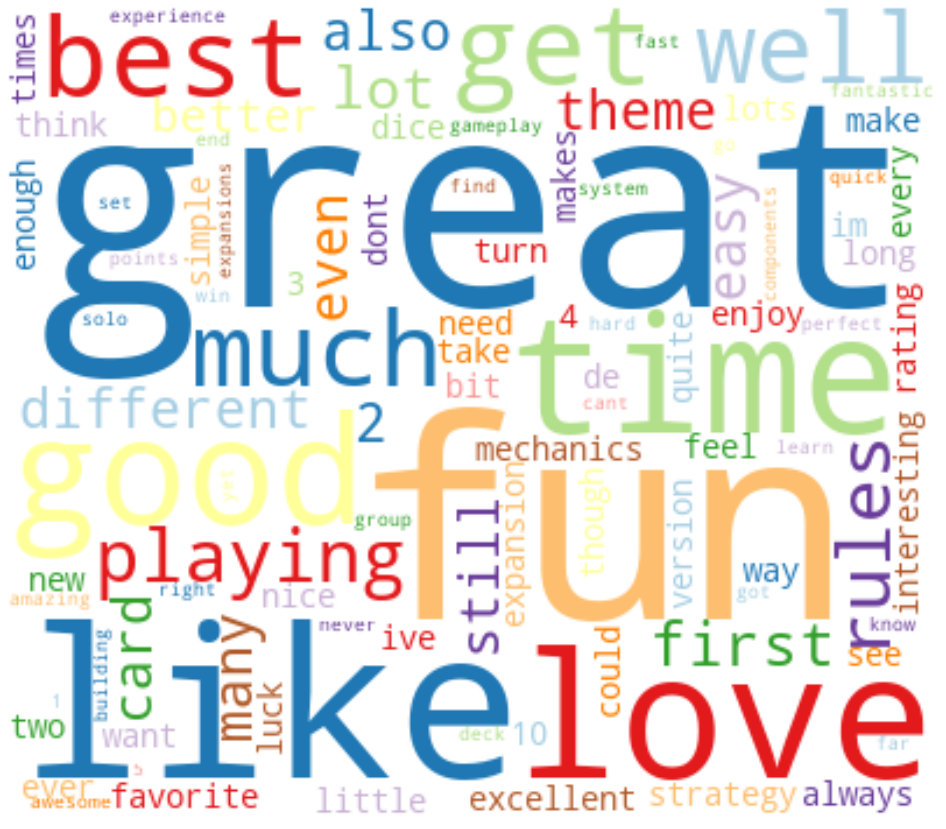 experience
times
best
also
get
fast
well
fantastic
lot
better
think
dice
gameplay
theme
lots
make
end
go
great
enough
set
simple
expansions
even
dont
find
turn
makes
system
easy
components
quick
every
im
long
points
win
3
solo
much
need
take
bit
4
hard
enjoy
perfect
rating
time
quite
de
cant
different
2
good
yet
fun
mechanics
feel
learn
rules
interesting
group
still
expansion
though
version
way
got
playing
new
amazing
right
nice
card
many
never
ive
could
first
know
see
like
building
luck
love
1
two
want
deck
10
far
5
ever
awesome
favorite
little
excellent
strategy
always